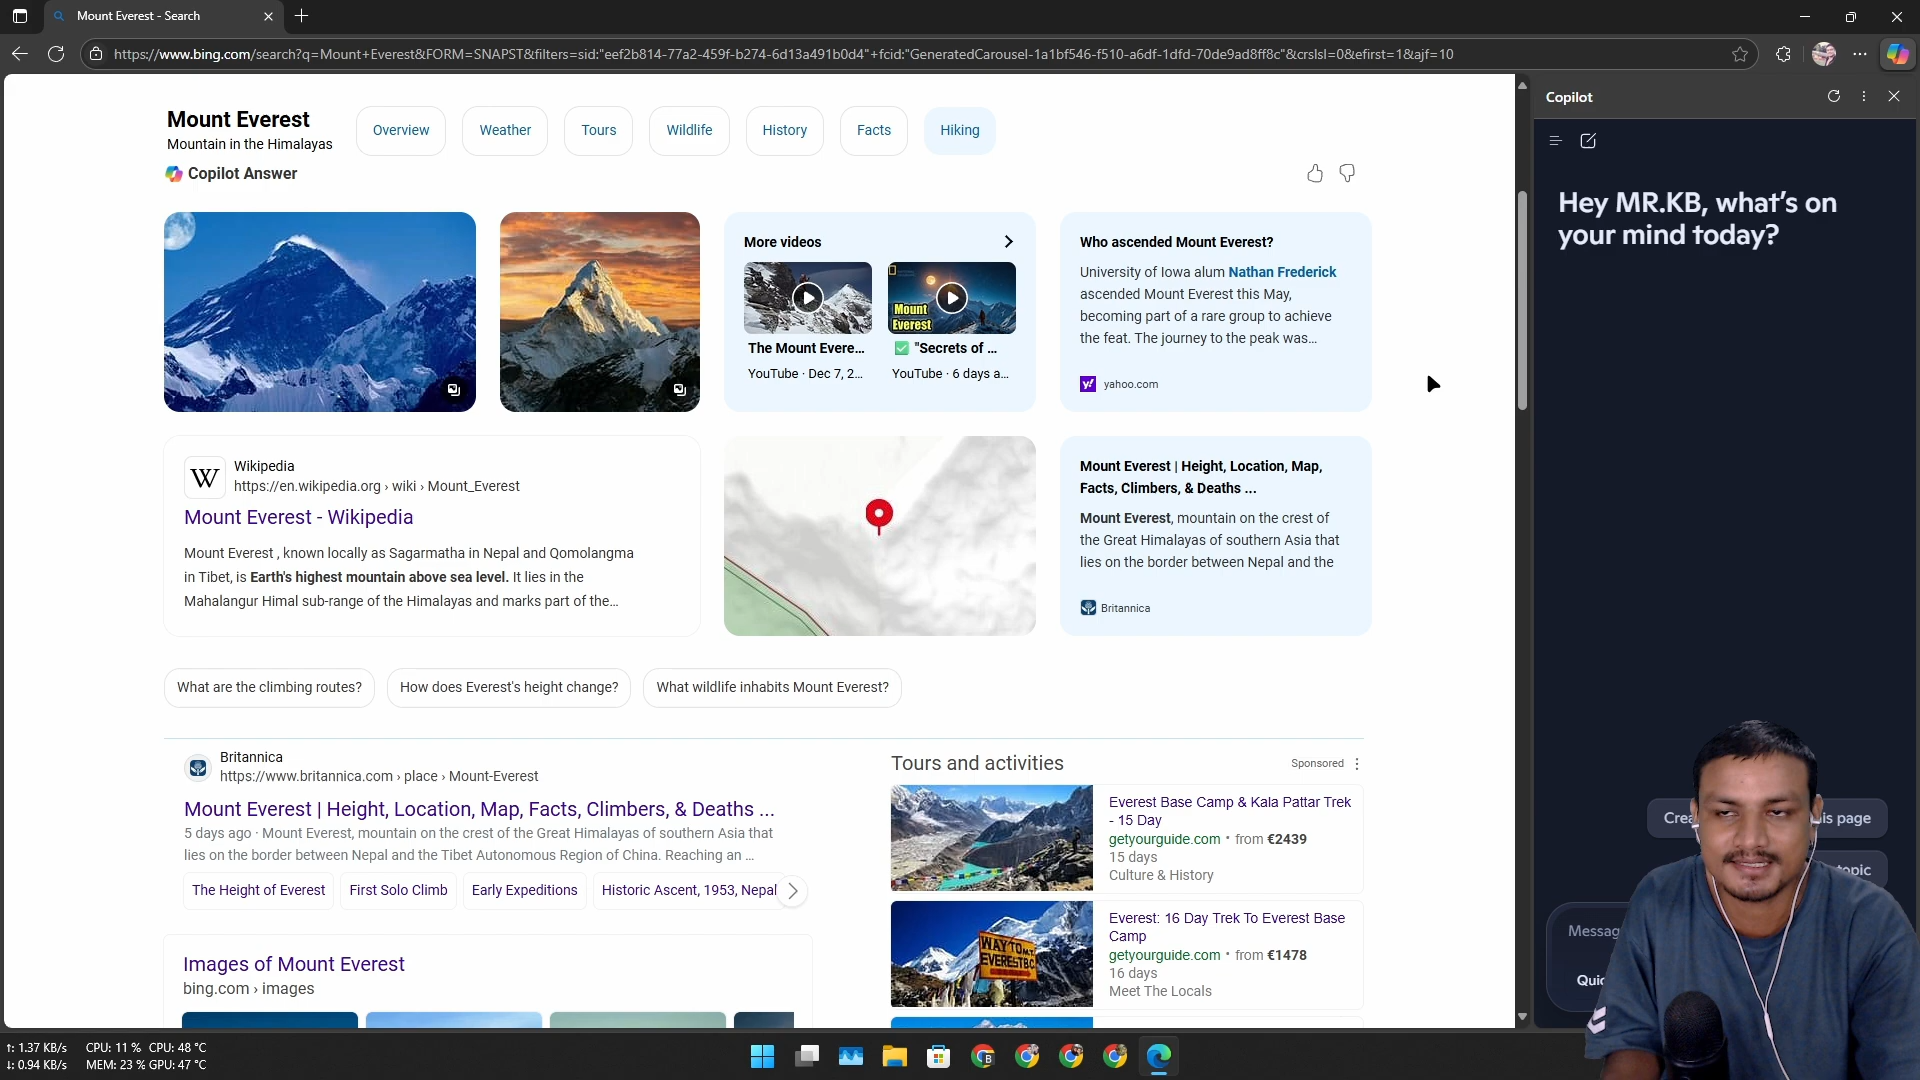 Mount Everest - Search
https://www.bing.com/search?q=Mount+Everest&FORM=SNAPST&filters=sid:"eef2b814-77a2-459f-b274-6d13a491b0d4"+fcid:"GeneratedCarousel-1a1bf546-f510-a6df-1dfd-70de9ad8ff8c"&crslsl=0&efirst=1&ajf=10
Mount Everest
Mountain in the Himalayas
Overview
Weather
Tours
Wildlife
History
Facts
Hiking
Copilot Answer
More videos
The Mount Evere...
YouTube · Dec 7, 2...
Mount
Everest
✅ "Secrets of ...
YouTube · 6 days a...
Who ascended Mount Everest?
University of Iowa alum Nathan Frederick
ascended Mount Everest this May,
becoming part of a rare group to achieve
the feat. The journey to the peak was...
y!
yahoo.com
W
Wikipedia
https://en.wikipedia.org › wiki › Mount_Everest
Mount Everest - Wikipedia
Mount Everest , known locally as Sagarmatha in Nepal and Qomolangma
in Tibet, is Earth's highest mountain above sea level. It lies in the
Mahalangur Himal sub-range of the Himalayas and marks part of the...
Mount Everest | Height, Location, Map,
Facts, Climbers, & Deaths ...
Mount Everest, mountain on the crest of
the Great Himalayas of southern Asia that
lies on the border between Nepal and the
Britannica
What are the climbing routes?
How does Everest's height change?
What wildlife inhabits Mount Everest?
Britannica
https://www.britannica.com › place › Mount-Everest
Mount Everest | Height, Location, Map, Facts, Climbers, & Deaths ...
5 days ago · Mount Everest, mountain on the crest of the Great Himalayas of southern Asia that
lies on the border between Nepal and the Tibet Autonomous Region of China. Reaching an ...
The Height of Everest
First Solo Climb
Early Expeditions
Historic Ascent, 1953, Nepal
Images of Mount Everest
bing.com › images
Tours and activities
Sponsored
Everest Base Camp & Kala Pattar Trek
- 15 Day
getyourguide.com · from €2439
15 days
Culture & History
WAY TO MT.
EVEREST B.C
Everest: 16 Day Trek To Everest Base
Camp
getyourguide.com · from €1478
16 days
Meet The Locals
Copilot
Hey MR.KB, what's on
your mind today?
Crea
is page
topic
Messag
Quic
↑: 1.37 KB/s CPU: 11 % CPU: 48 °C
↓: 0.94 KB/s MEM: 23 % GPU: 47 °C
B